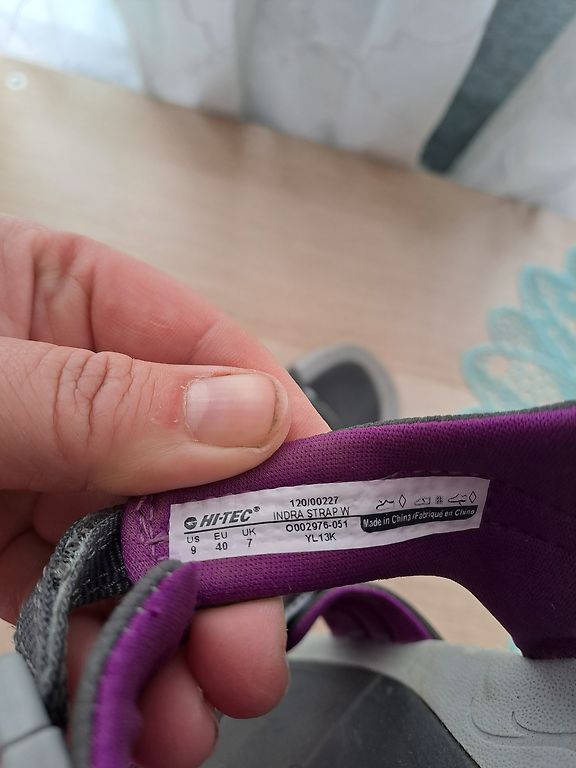 HI-TEC®
US EU UK
9 40 7
120/00227
INDRA STRAP W
O002976-051
YL13K
Made in China/Fabriqué en Chine